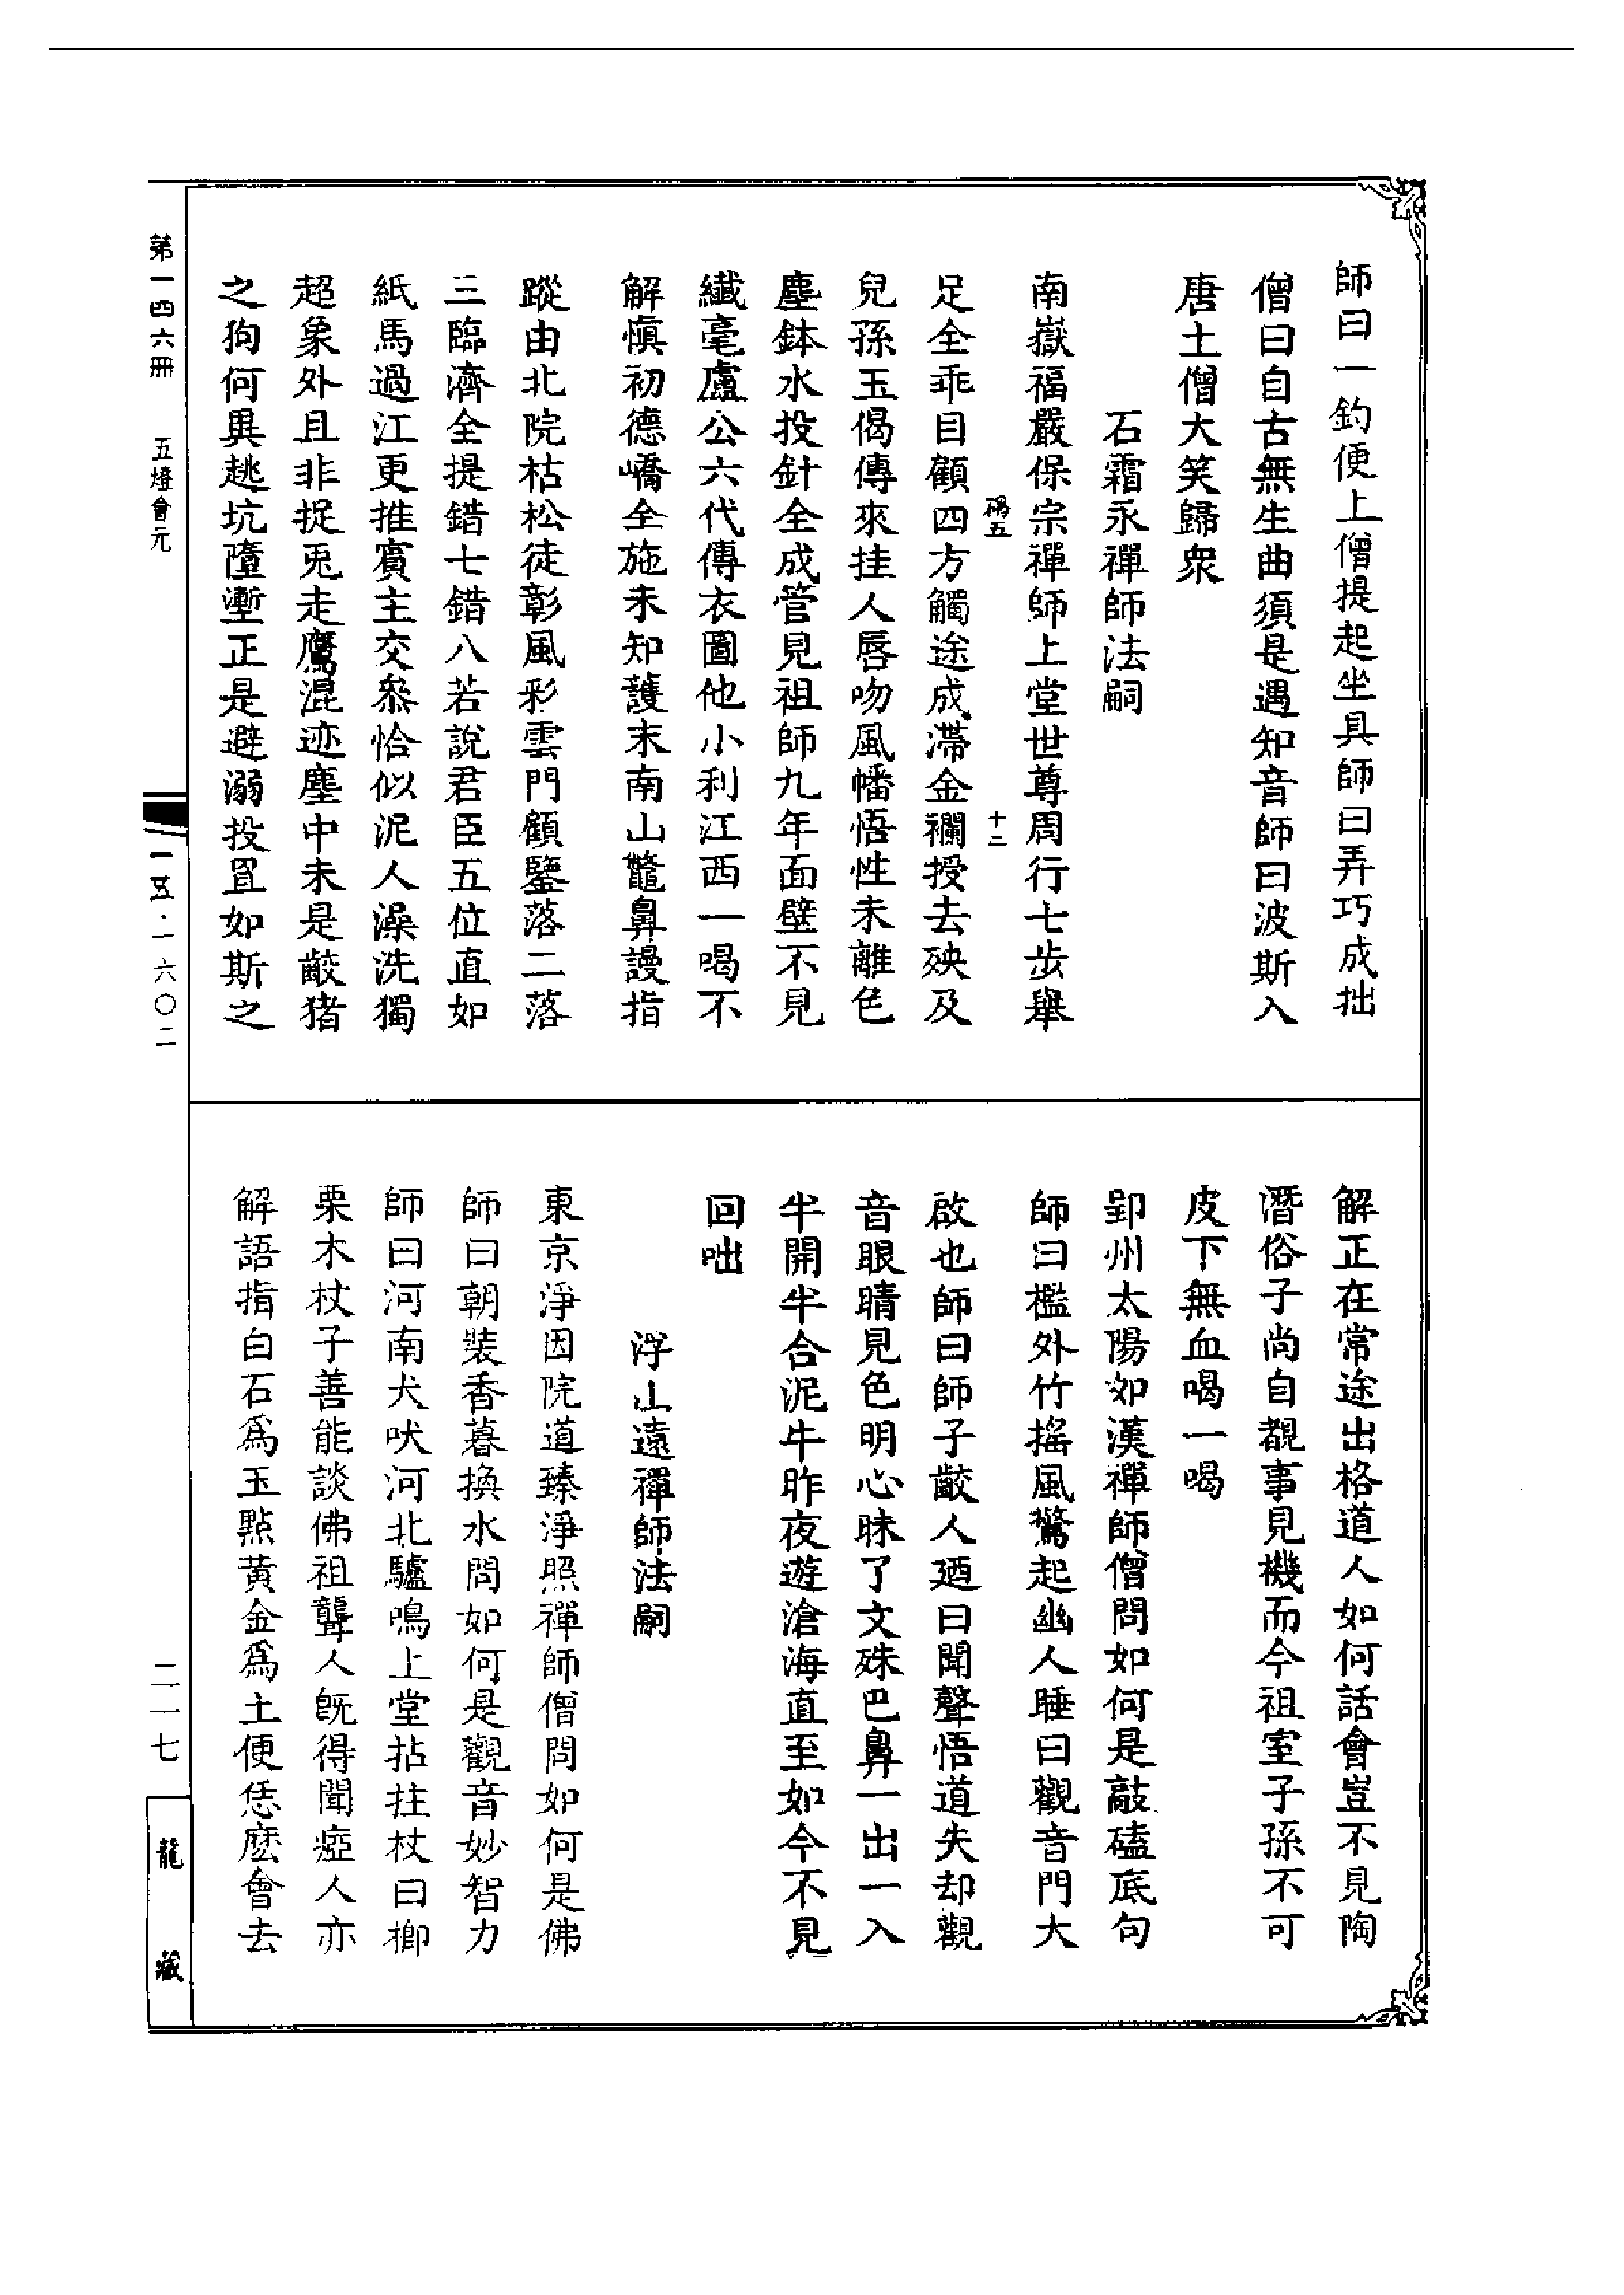 師曰一釣便上僧提起坐具師曰弄巧成拙
僧曰自古無生曲須是遇知音師曰波斯入
唐土僧大笑歸衆
石霜永禪師法嗣
南嶽福嚴保宗禪師上堂世尊周行七步舉
十二
足全乖目顧四方觸途成滯金襴授去殃及
兒孫玉偈傳來挂人脣吻風幡悟性未離色
塵鉢水投針全成管見祖師九年面壁不見
纖毫盧公六代傳衣圖他小利江西一喝不
解慎初德嶠全施未知護末南山鼈鼻謾指
蹤由北院枯松徒彰風彩雲門顧鑒落二落
三臨濟全提錯七錯八若說君臣五位直如
紙馬過江更推賓主交叅恰似泥人澡洗獨
超象外且非捉兎走鷹混迹塵中未是齩猪
之狗何異趒坑墮塹正是避溺投罝如斯之
解正在常途出格道人如何話會豈不見陶
潛俗子尚自覩事見機而今祖室子孫不可
皮下無血喝一喝
郢州太陽如漢禪師僧問如何是敲磕底句
師曰檻外竹搖風驚起幽人睡曰觀音門大
啟也師曰師子齩人廼曰聞聲悟道失却觀
音眼睛見色明心昧了文殊巴鼻一出一入
半開半合泥牛昨夜遊滄海直至如今不見
回咄
浮山遠禪師法嗣
東京淨因院道臻淨照禪師僧問如何是佛
師曰朝裝香暮換水問如何是觀音妙智力
師曰河南犬吠河北驢鳴上堂拈拄杖曰楖
栗木杖子善能談佛祖聾人旣得聞瘂人亦
解語指白石爲玉點黃金爲土便恁麽會去
第一四六冊
五燈會元
一五·一六〇二
二一七
龍藏